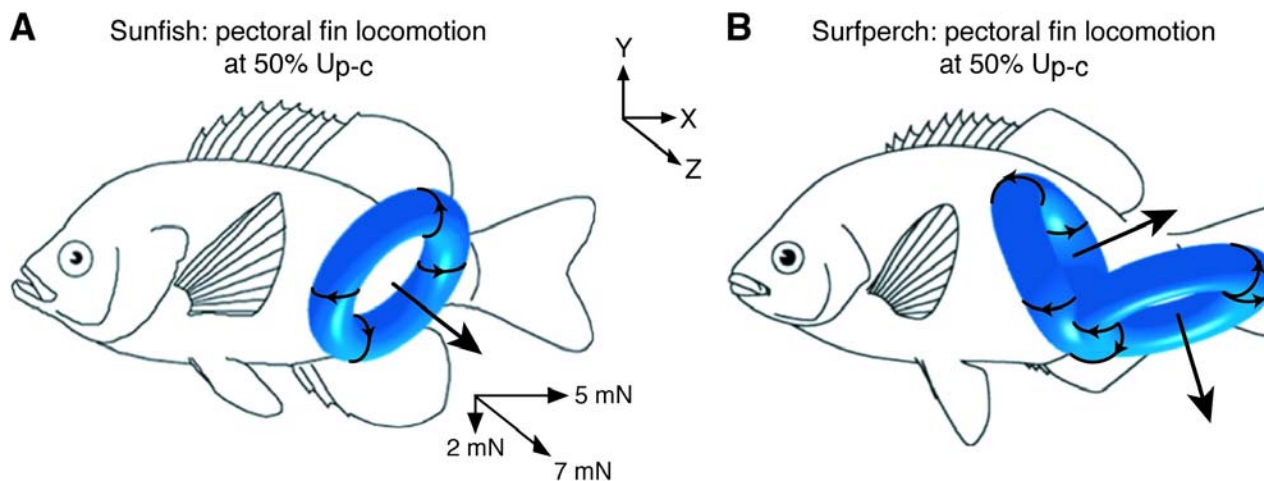 A
Sunfish: pectoral fin locomotion
at 50% Up-c
Y
X
Z
5 mN
2 mN
7 mN
B
Surfperch: pectoral fin locomotion
at 50% Up-c